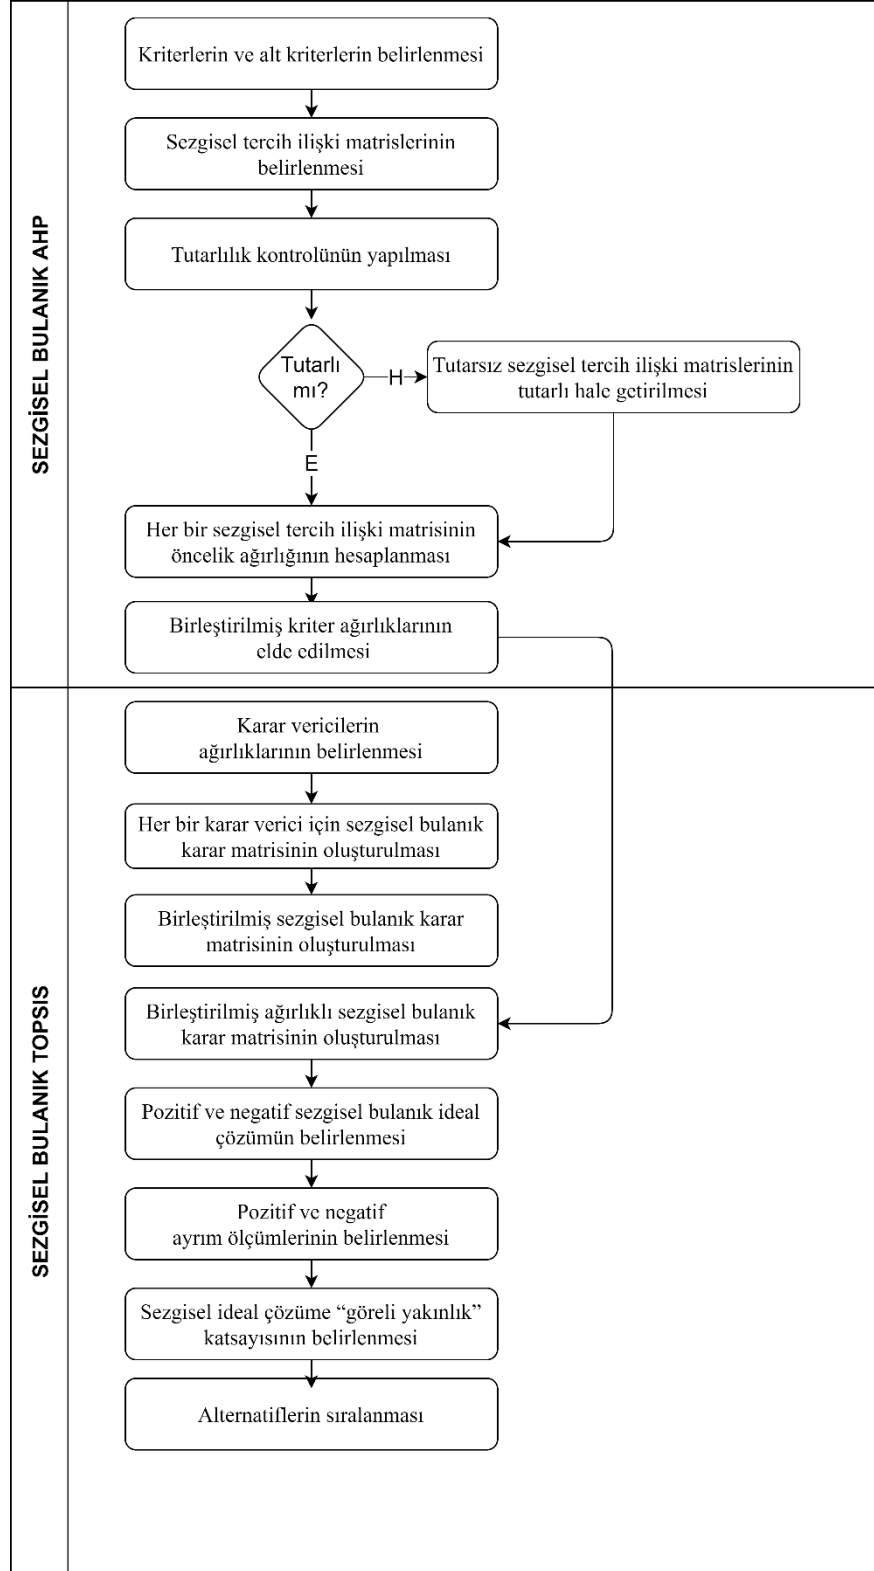 SEZGİSEL BULANIK AHP
Kriterlerin ve alt kriterlerin belirlenmesi
Sezgisel tercih ilişki matrislerinin
belirlenmesi
Tutarlılık kontrolünün yapılması
Tutarlı
mı?
H
Tutarsız sezgisel tercih ilişki matrislerinin
tutarlı hale getirilmesi
E
Her bir sezgisel tercih ilişki matrisinin
öncelik ağırlığının hesaplanması
Birleştirilmiş kriter ağırlıklarının
elde edilmesi
SEZGİSEL BULANIK TOPSIS
Karar vericilerin
ağırlıklarının belirlenmesi
Her bir karar verici için sezgisel bulanık
karar matrisinin oluşturulması
Birleştirilmiş sezgisel bulanık karar
matrisinin oluşturulması
Birleştirilmiş ağırlıklı sezgisel bulanık
karar matrisinin oluşturulması
Pozitif ve negatif sezgisel bulanık ideal
çözümün belirlenmesi
Pozitif ve negatif
ayrım ölçümlerinin belirlenmesi
Sezgisel ideal çözüme “göreli yakınlık”
katsayısının belirlenmesi
Alternatiflerin sıralanması